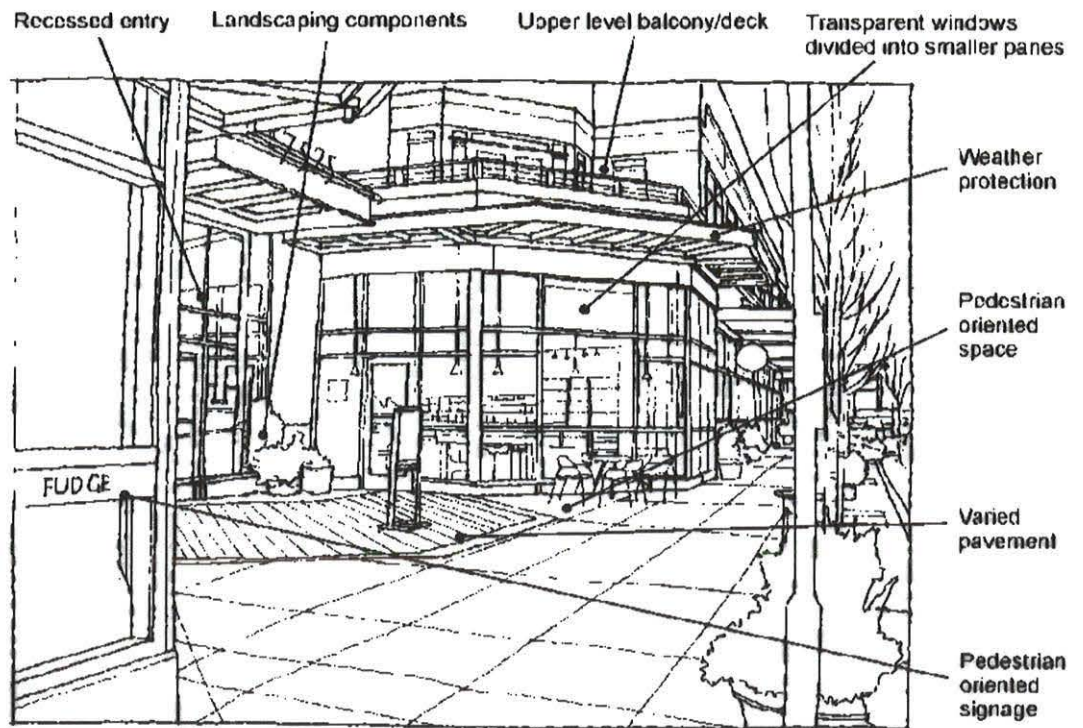 Recessed entry
Landscaping components
Upper level balcony/deck
Transparent windows
divided into smaller panes
Weather
protection
Pedestrian
oriented
space
FUDGE
Varied
pavement
Pedestrian
oriented
signage